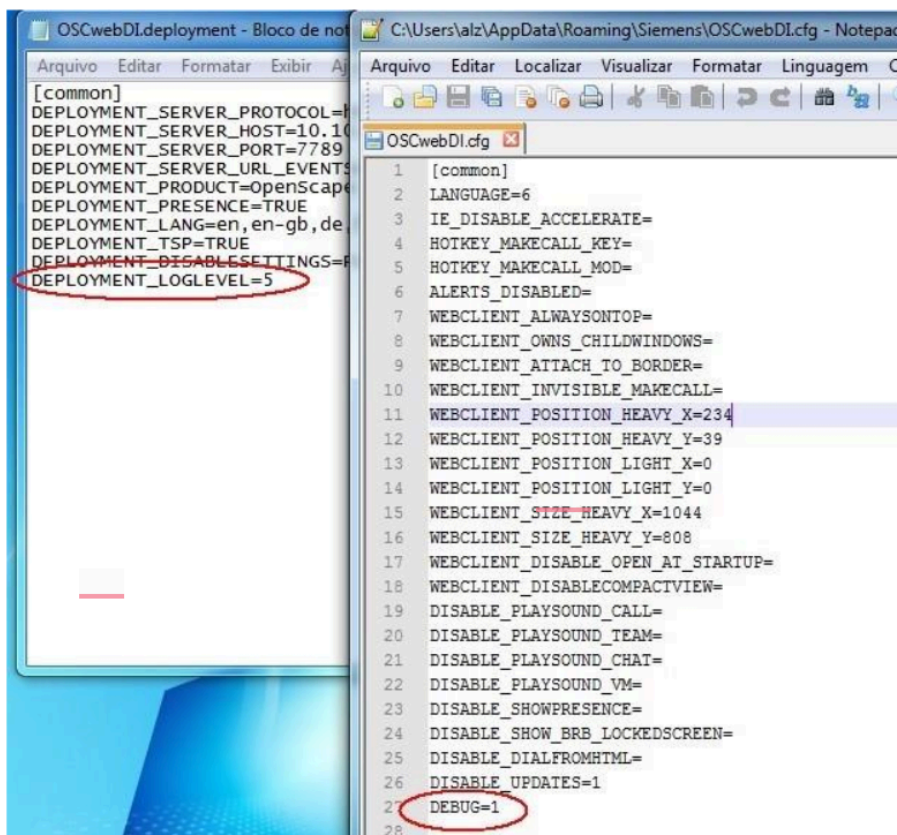 OSCwebDI.deployment - Bloco de not
Arquivo Editar Formatar Exibir Aj
[common]
DEPLOYMENT_SERVER_PROTOCOL=h
DEPLOYMENT_SERVER_HOST=10.10
DEPLOYMENT_SERVER_PORT=7789
DEPLOYMENT_SERVER_URL_EVENTS
DEPLOYMENT_PRODUCT=OpenScape
DEPLOYMENT_PRESENCE=TRUE
DEPLOYMENT_LANG=en,en-gb,de,
DEPLOYMENT_TSP=TRUE
DEPLOYMENT_DISABLESETTINGS=F
DEPLOYMENT_LOGLEVEL=5
C:\Users\alz\AppData\Roaming\Siemens\OSCwebDI.cfg - Notepad
Arquivo Editar Localizar Visualizar Formatar Linguagem C
OSCwebDI.cfg
1 [common]
2 LANGUAGE=6
3 IE_DISABLE_ACCELERATE=
4 HOTKEY_MAKECALL_KEY=
5 HOTKEY_MAKECALL_MOD=
6 ALERTS_DISABLED=
7 WEBCLIENT_ALWAYSONTOP=
8 WEBCLIENT_OWNS_CHILDWINDOWS=
9 WEBCLIENT_ATTACH_TO_BORDER=
10 WEBCLIENT_INVISIBLE_MAKECALL=
11 WEBCLIENT_POSITION_HEAVY_X=234
12 WEBCLIENT_POSITION_HEAVY_Y=39
13 WEBCLIENT_POSITION_LIGHT_X=0
14 WEBCLIENT_POSITION_LIGHT_Y=0
15 WEBCLIENT_SIZE_HEAVY_X=1044
16 WEBCLIENT_SIZE_HEAVY_Y=808
17 WEBCLIENT_DISABLE_OPEN_AT_STARTUP=
18 WEBCLIENT_DISABLECOMPACTVIEW=
19 DISABLE_PLAYSOUND_CALL=
20 DISABLE_PLAYSOUND_TEAM=
21 DISABLE_PLAYSOUND_CHAT=
22 DISABLE_PLAYSOUND_VM=
23 DISABLE_SHOWPRESENCE=
24 DISABLE_SHOW_BRB_LOCKEDSCREEN=
25 DISABLE_DIALFROMHTML=
26 DISABLE_UPDATES=1
27 DEBUG=1
28